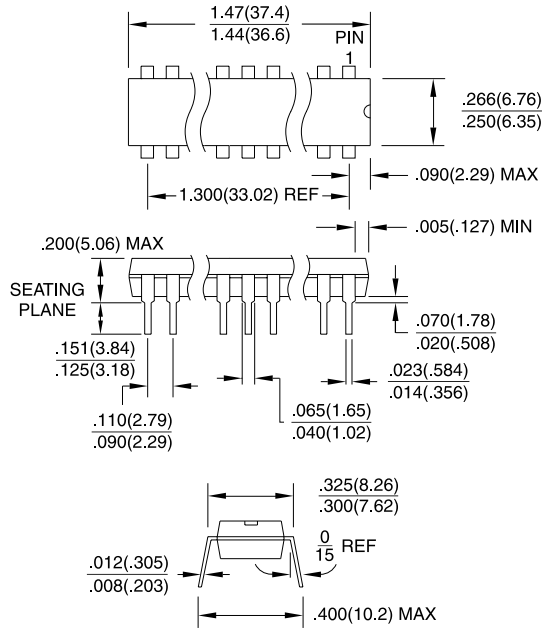 1.47(37.4)
1.44(36.6)
PIN
1
.266(6.76)
.250(6.35)
.090(2.29) MAX
1.300(33.02) REF
.005(.127) MIN
.200(5.06) MAX
SEATING
PLANE
.070(1.78)
.020(.508)
.151(3.84)
.125(3.18)
.023(.584)
.014(.356)
.110(2.79)
.090(2.29)
.065(1.65)
.040(1.02)
.325(8.26)
.300(7.62)
0
15 REF
.012(.305)
.008(.203)
.400(10.2) MAX